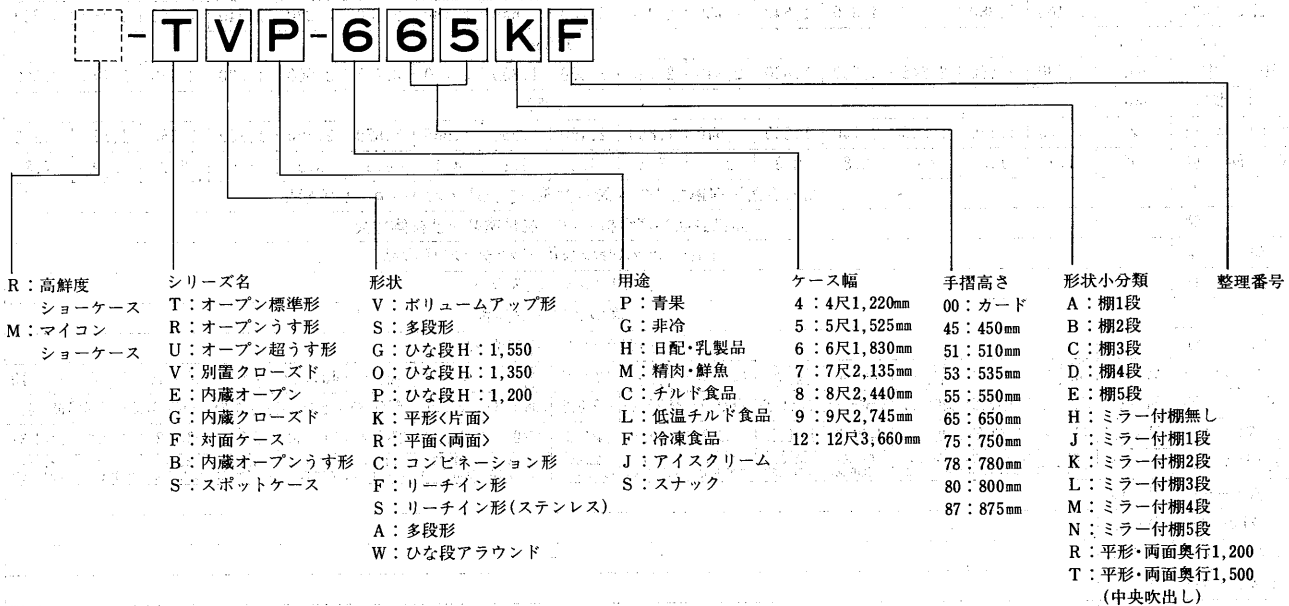 -TVP-665KF
R：高鮮度
ショーケース
M：マイコン
ショーケース
シリーズ名
T：オープン標準形
R：オープンうす形
U：オープン超うす形
V：別置クローズド
E：内蔵オープン
G：内蔵クローズド
F：対面ケース
B：内蔵オープンうす形
S：スポットケース
形状
V：ボリュームアップ形
S：多段形
G：ひな段H：1,550
O：ひな段H：1,350
P：ひな段H：1,200
K：平形<片面>
R：平面<両面>
C：コンビネーション形
F：リーチイン形
S：リーチイン形(ステンレス)
A：多段形
W：ひな段アラウンド
用途
P：青果
G：非冷
H：日配・乳製品
M：精肉・鮮魚
C：チルド食品
L：低温チルド食品
F：冷凍食品
J：アイスクリーム
S：スナック
ケース幅
4：4尺1,220mm
5：5尺1,525mm
6：6尺1,830mm
7：7尺2,135mm
8：8尺2,440mm
9：9尺2,745mm
12：12尺3,660mm
手摺高さ
00：カード
45：450mm
51：510mm
53：535mm
55：550mm
65：650mm
75：750mm
78：780mm
80：800mm
87：875mm
形状小分類
A：棚1段
B：棚2段
C：棚3段
D：棚4段
E：棚5段
H：ミラー付棚無し
J：ミラー付棚1段
K：ミラー付棚2段
L：ミラー付棚3段
M：ミラー付棚4段
N：ミラー付棚5段
R：平形・両面奥行1,200
T：平形・両面奥行1,500
(中央吹出し)
整理番号